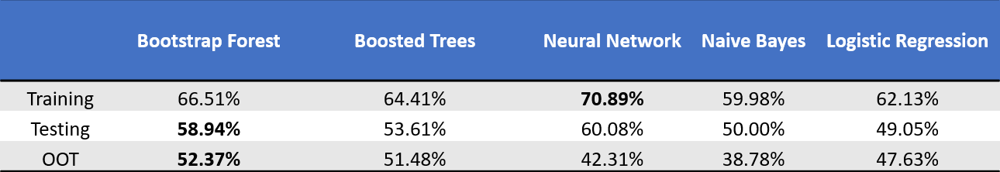 Bootstrap Forest Boosted Trees Neural Network Naive Bayes Logistic Regression
Training 66.51% 64.41% 70.89% 59.98% 62.13%
Testing 58.94% 53.61% 60.08% 50.00% 49.05%
OOT 52.37% 51.48% 42.31% 38.78% 47.63%